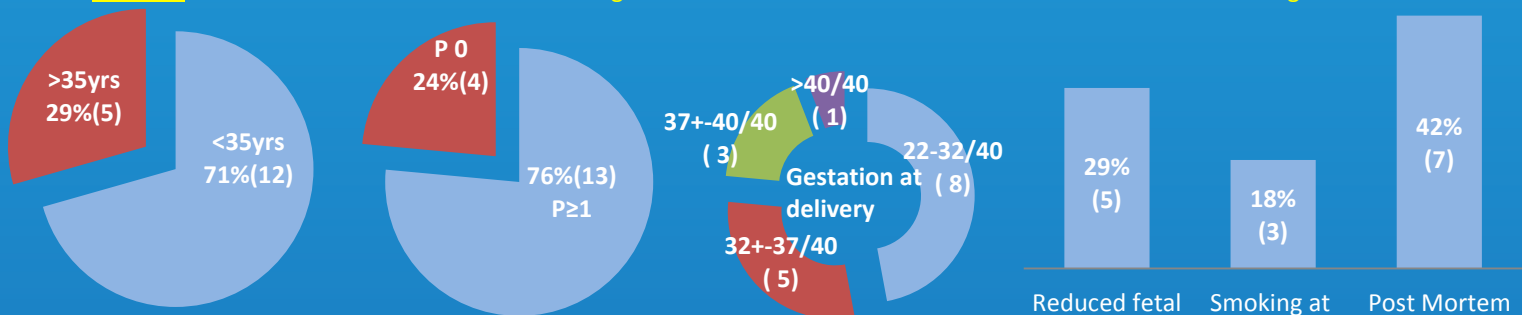 >35yrs
29%(5)
<35yrs
71%(12)
P 0
24%(4)
76%(13)
P≥1
>40/40
( 1)
37+-40/40
( 3)
22-32/40
( 8)
Gestation at
delivery
32+-37/40
( 5)
29%
(5)
18%
(3)
42%
(7)
Reduced fetal
Smoking at
Post Mortem